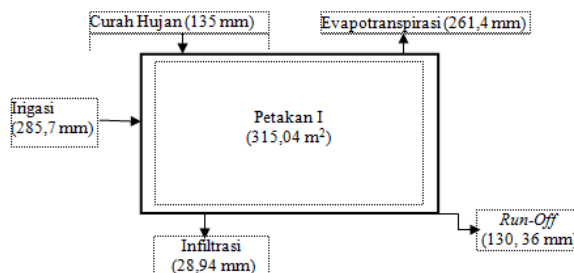 Curah Hujan (135 mm)
Evapotranspirasi (261,4 mm)
Irigasi
(285,7 mm)
Petakan I
(315,04 m²)
Run-Off
(130, 36 mm)
Infiltrasi
(28,94 mm)